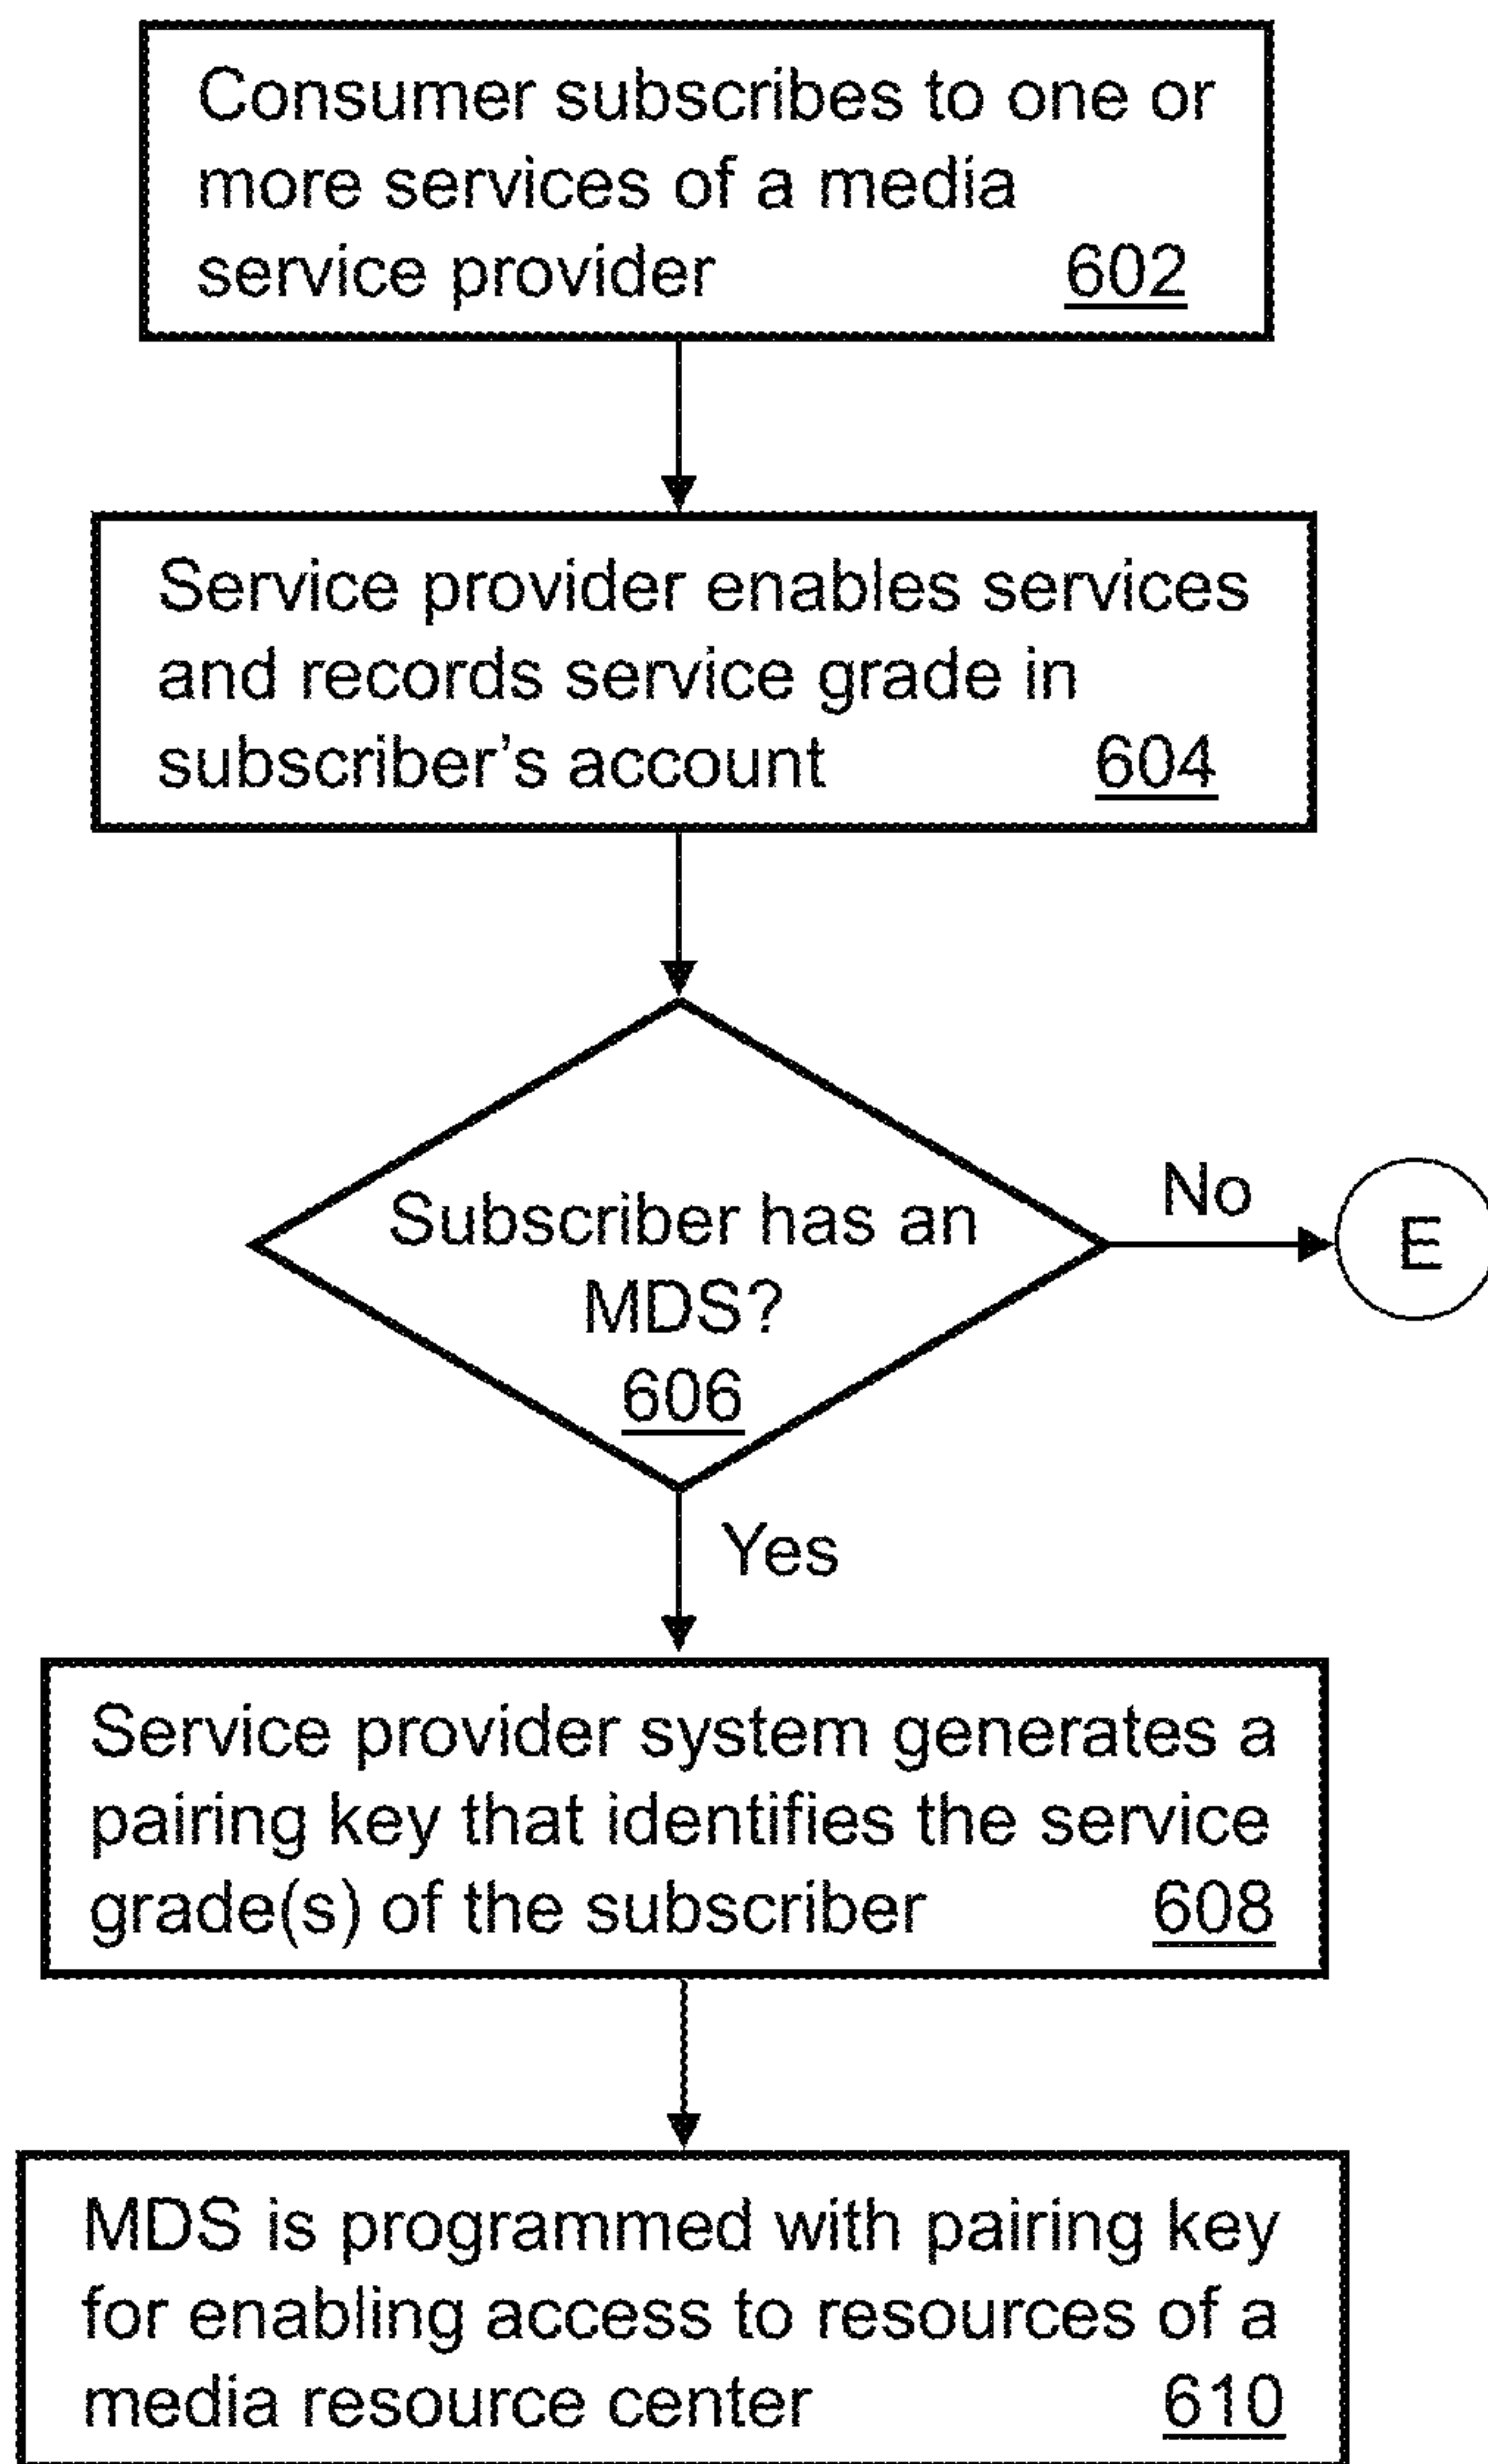 Consumer subscribes to one or
more services of a media
service provider 602
Service provider enables services
and records service grade in
subscriber's account 604
Subscriber has an
MDS?
606
No
E
Yes
Service provider system generates a
pairing key that identifies the service
grade(s) of the subscriber 608
MDS is programmed with pairing key
for enabling access to resources of a
media resource center 610